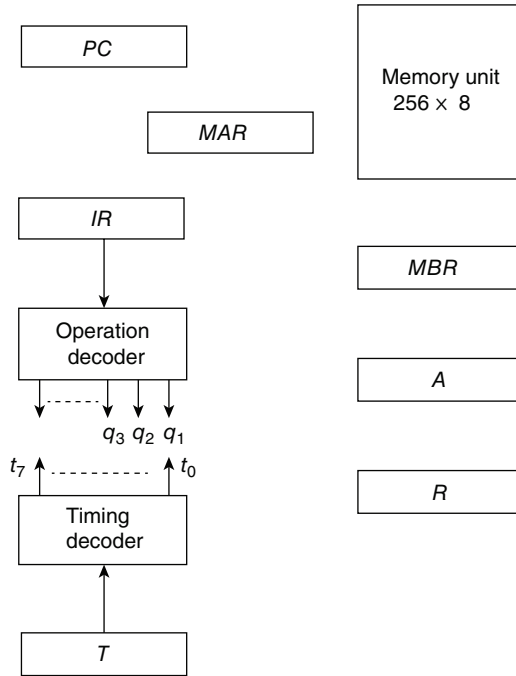 PC
Memory unit
256 × 8
MAR
IR
MBR
Operation
decoder
A
q3 q2 q1
t7 t0
R
Timing
decoder
T